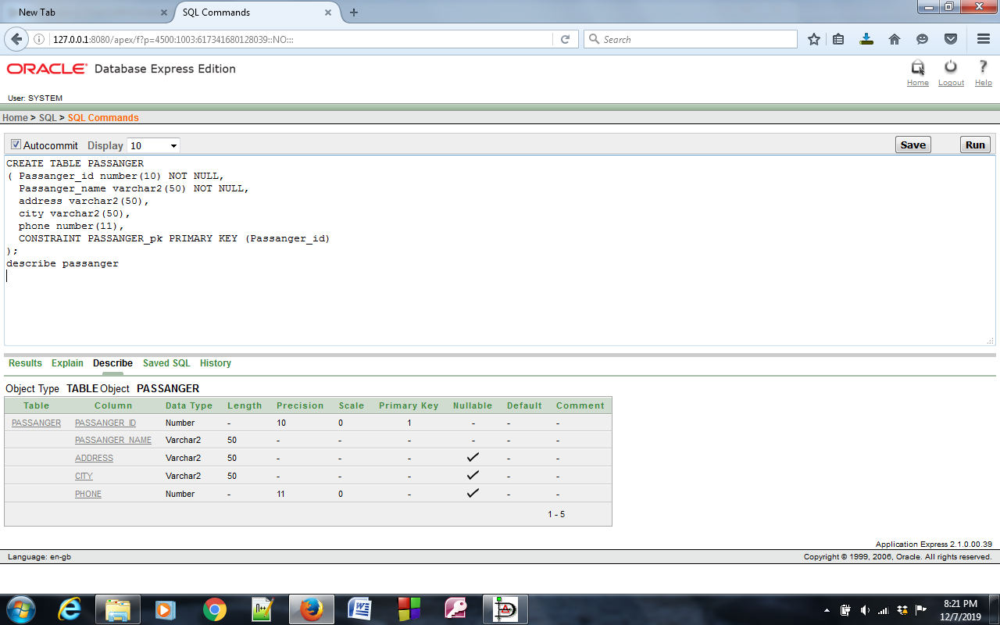 New Tab
SQL Commands
127.0.0.1:8080/apex/f?p=4500:1003:617341680128039::NO:::
Search
ORACLE Database Express Edition
Home Logout Help
User: SYSTEM
Home > SQL > SQL Commands
Autocommit Display 10 Save Run
CREATE TABLE PASSANGER
( Passanger_id number(10) NOT NULL,
Passanger_name varchar2(50) NOT NULL,
address varchar2(50),
city varchar2(50),
phone number(11),
CONSTRAINT PASSANGER_pk PRIMARY KEY (Passanger_id)
);
describe passanger
Results Explain Describe Saved SQL History
Object Type TABLE Object PASSANGER
Table Column Data Type Length Precision Scale Primary Key Nullable Default Comment
PASSANGER PASSANGER_ID Number - 10 0 1 - - -
PASSANGER_NAME Varchar2 50 - - - - - -
ADDRESS Varchar2 50 - - - ✓ - -
CITY Varchar2 50 - - - ✓ - -
PHONE Number - 11 0 - ✓ - -
1 - 5
Application Express 2.1.0.00.39
Language: en-gb
Copyright © 1999, 2006, Oracle. All rights reserved.
8:21 PM
12/7/2019